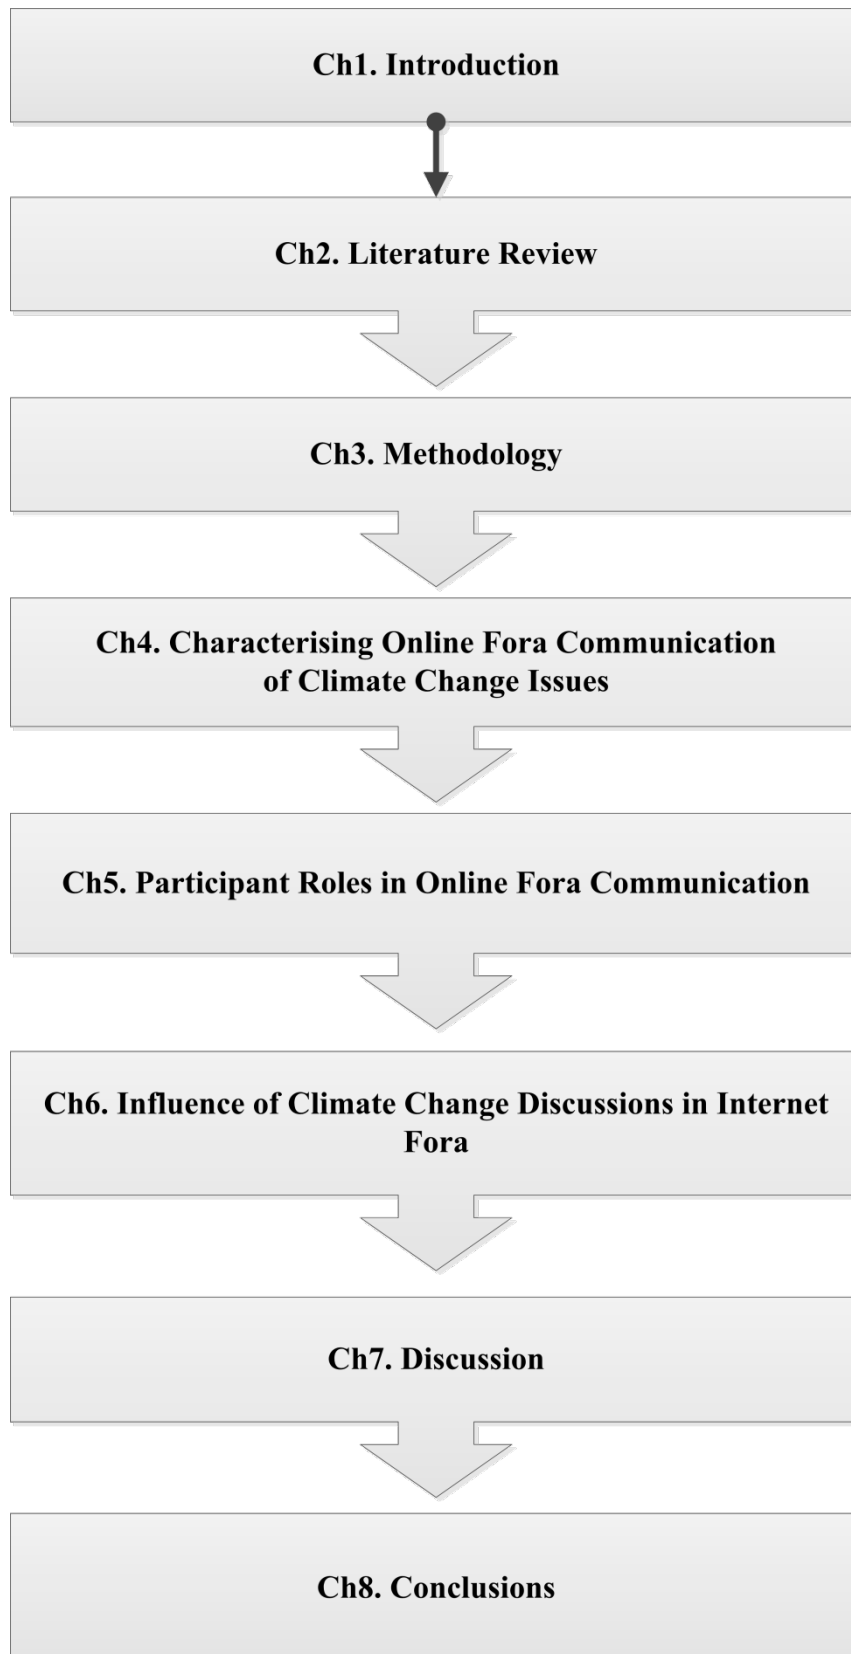 Ch1. Introduction
Ch2. Literature Review
Ch3. Methodology
Ch4. Characterising Online Fora Communication
of Climate Change Issues
Ch5. Participant Roles in Online Fora Communication
Ch6. Influence of Climate Change Discussions in Internet
Fora
Ch7. Discussion
Ch8. Conclusions